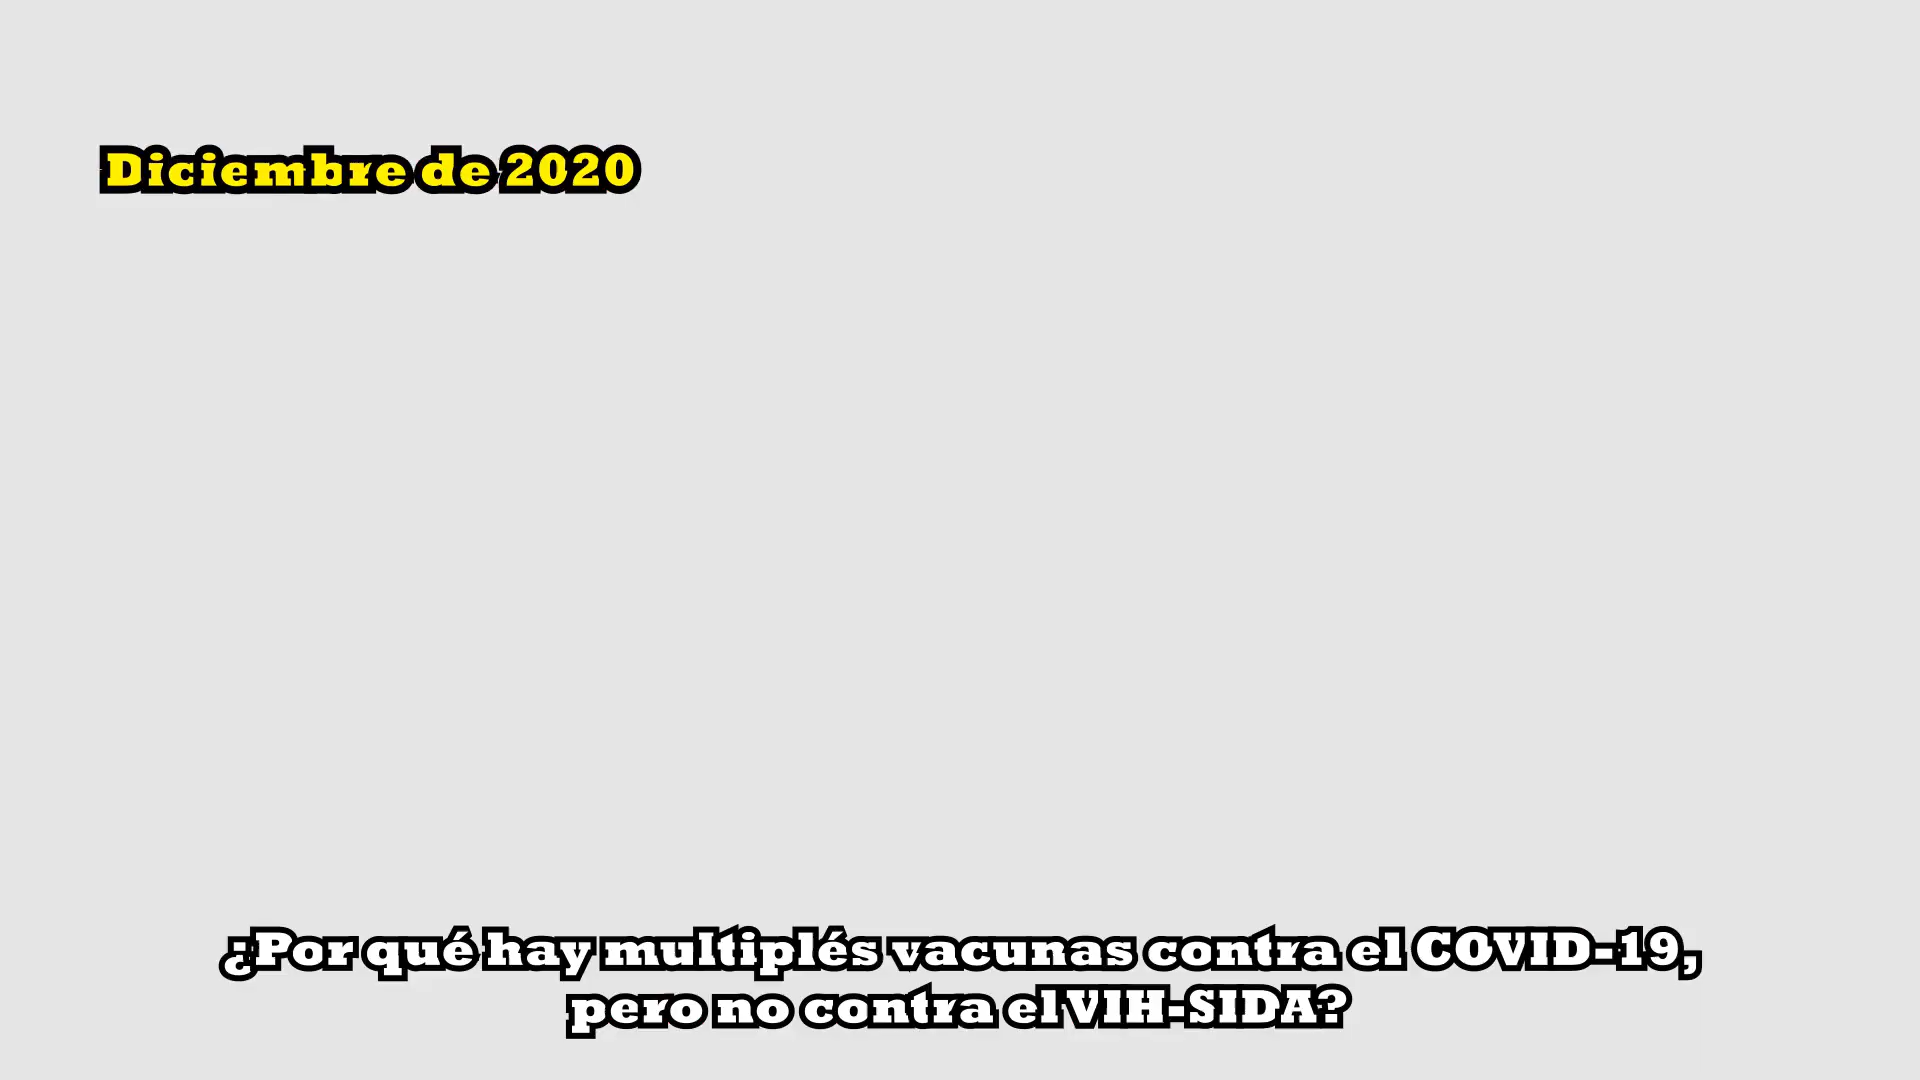 Diciembre de 2020
¿Por qué hay multiplés vacunas contra el COVID-19,
pero no contra el VIH-SIDA?